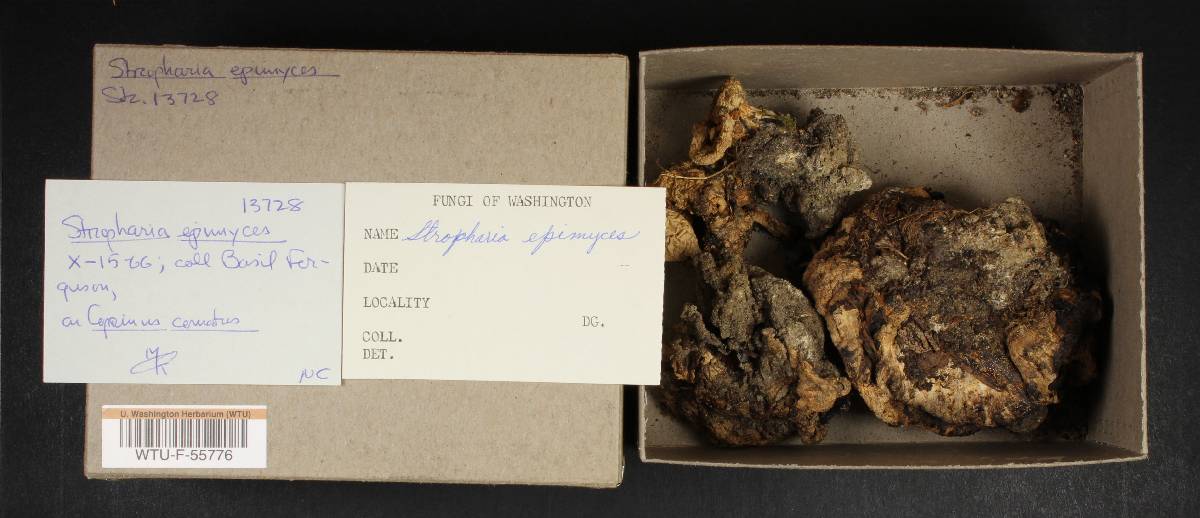 Stropharia epimyces
Stz. 13728
13728
Stropharia epimyces
X-15-66; coll Basil Fer-
guson,
on Coprinus comatus
NC
U. Washington Herbarium (WTU)
WTU-F-55776
FUNGI OF WASHINGTON
NAME Stropharia epimyces
DATE
LOCALITY
DG.
COLL.
DET.